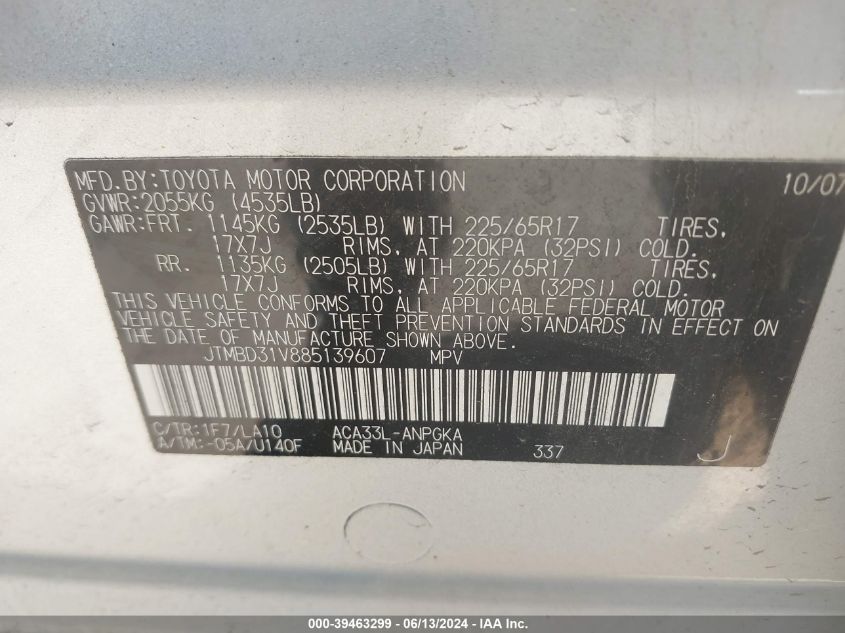 MFD.BY:TOYOTA MOTOR CORPORATION 10/07
GVWR:2055KG (4535LB)
GAWR:FRT. 1145KG (2535LB) WITH 225/65R17 TIRES,
17X7J RIMS, AT 220KPA (32PSI) COLD.
RR. 1135KG (2505LB) WITH 225/65R17 TIRES,
17X7J RIMS, AT 220KPA (32PSI) COLD.
THIS VEHICLE CONFORMS TO ALL APPLICABLE FEDERAL MOTOR
VEHICLE SAFETY AND THEFT PREVENTION STANDARDS IN EFFECT ON
THE DATE OF MANUFACTURE SHOWN ABOVE.
JTMBD31V885139607 MPV
C/TR:1F7/LA10 ACA33L-ANPGKA
A/TM:-05A/U140F MADE IN JAPAN 337 J
000-39463299 - 06/13/2024 - IAA Inc.